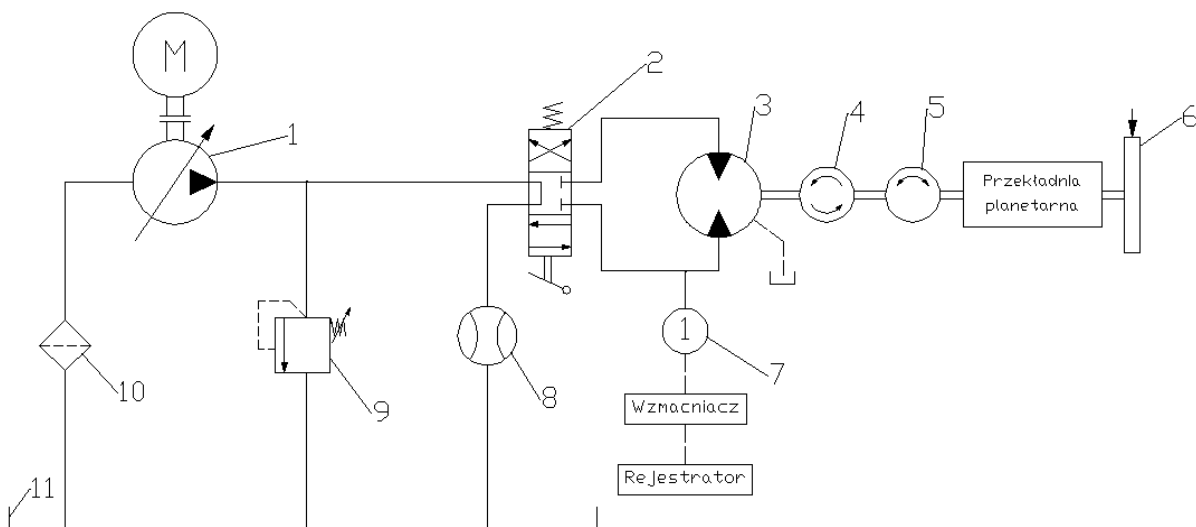 M
1
2
3
4
5
6
Przekładnia
planetarna
1
7
8
9
10
11
Wzmacniacz
Rejestrator